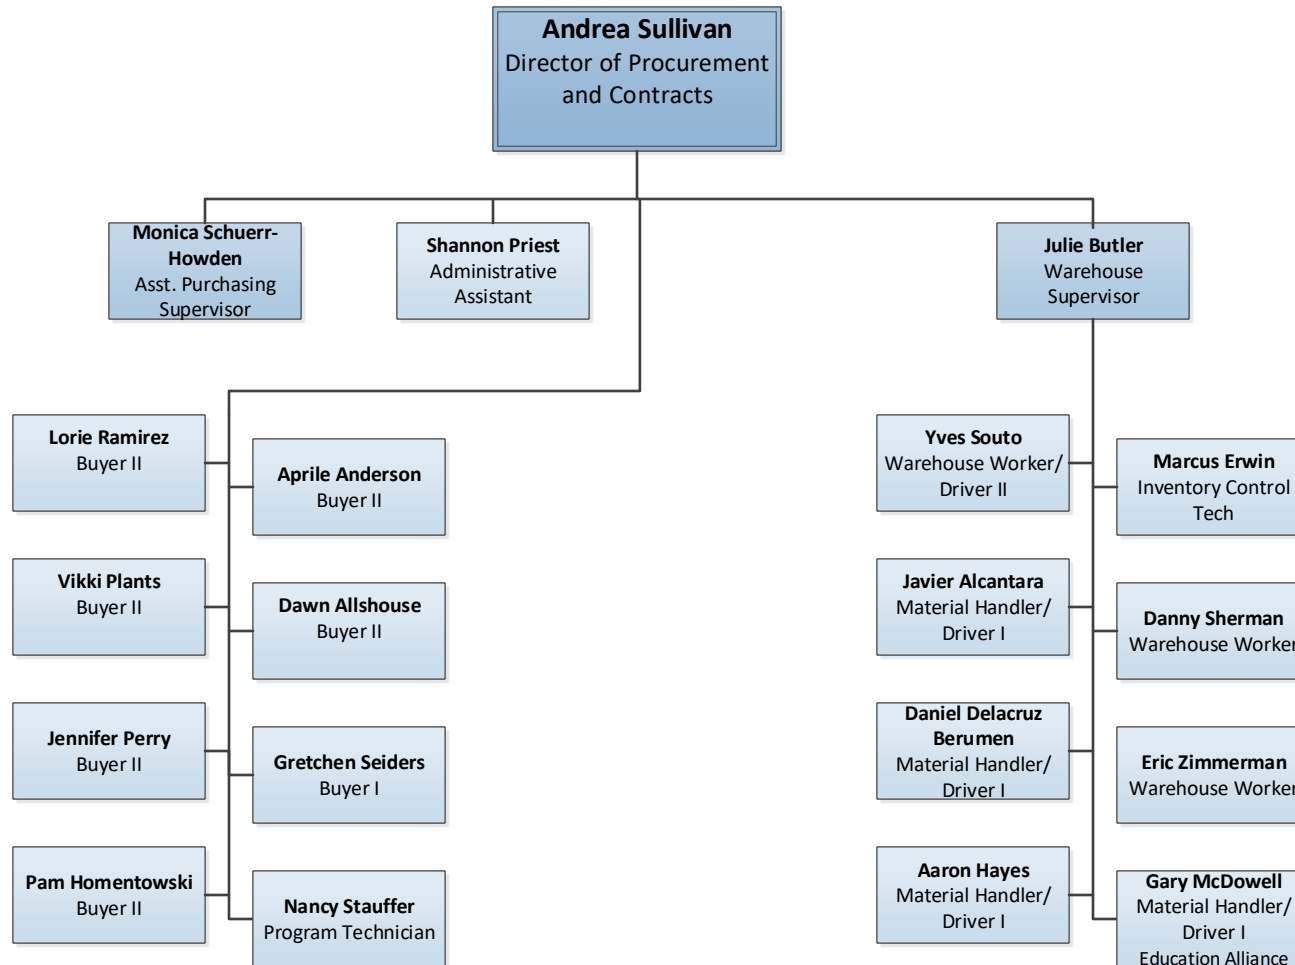 Andrea Sullivan
Director of Procurement
and Contracts
Monica Schuerr-
Howden
Asst. Purchasing
Supervisor
Shannon Priest
Administrative
Assistant
Julie Butler
Warehouse
Supervisor
Lorie Ramirez
Buyer II
Aprile Anderson
Buyer II
Vikki Plants
Buyer II
Dawn Allshouse
Buyer II
Jennifer Perry
Buyer II
Gretchen Seiders
Buyer I
Pam Homentowski
Buyer II
Nancy Stauffer
Program Technician
Yves Souto
Warehouse Worker/
Driver II
Marcus Erwin
Inventory Control
Tech
Javier Alcantara
Material Handler/
Driver I
Danny Sherman
Warehouse Worker
Daniel Delacruz
Berumen
Material Handler/
Driver I
Eric Zimmerman
Warehouse Worker
Aaron Hayes
Material Handler/
Driver I
Gary McDowell
Material Handler/
Driver I
Education Alliance